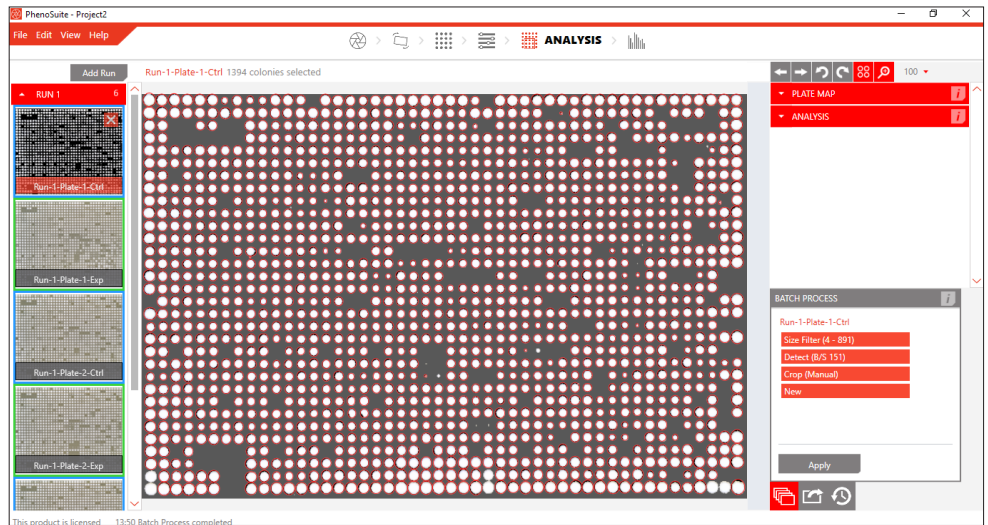 PhenoSuite - Project2
File Edit View Help
ANALYSIS
Add Run
Run-1-Plate-1-Ctrl 1394 colonies selected
100
RUN 1 6
PLATE MAP
ANALYSIS
Run-1-Plate-1-Ctrl
Run-1-Plate-1-Exp
Run-1-Plate-2-Ctrl
Run-1-Plate-2-Exp
BATCH PROCESS
Run-1-Plate-1-Ctrl
Size Filter (4 - 891)
Detect (B/S 151)
Crop (Manual)
New
Apply
This product is licensed 13:50 Batch Process completed